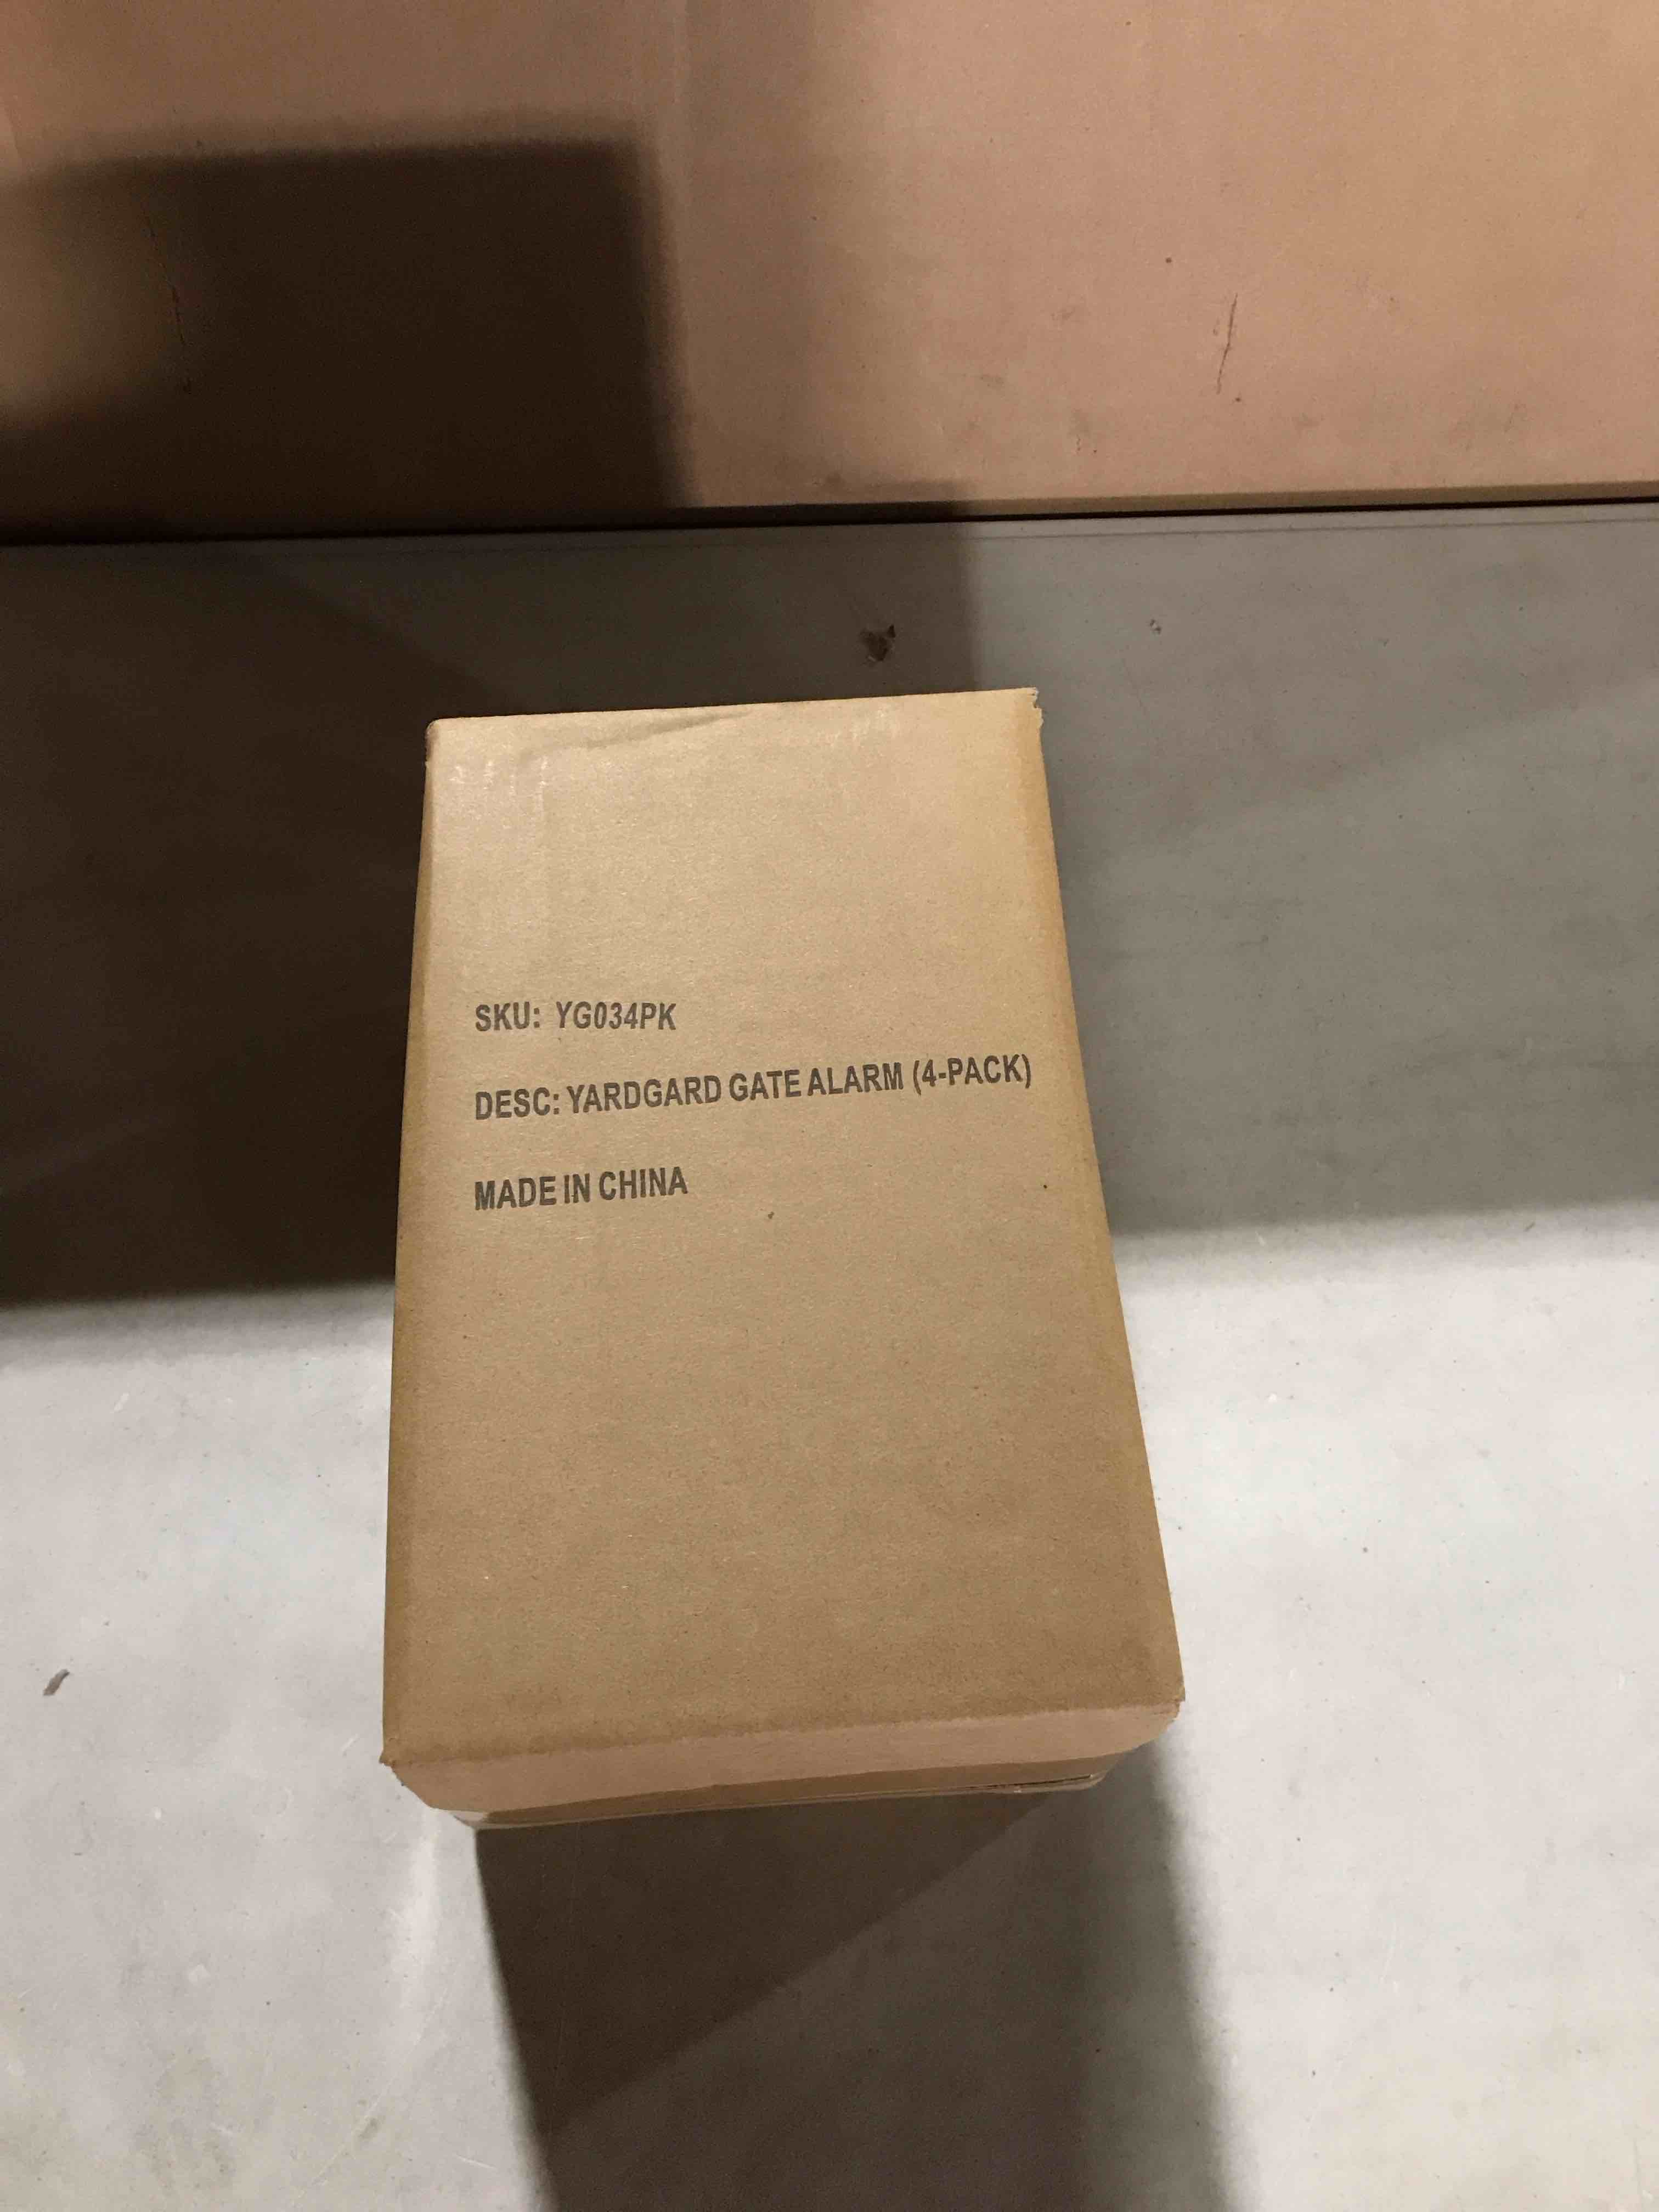 SKU: YG034PK
DESC: YARDGARD GATE ALARM (4-PACK)
MADE IN CHINA